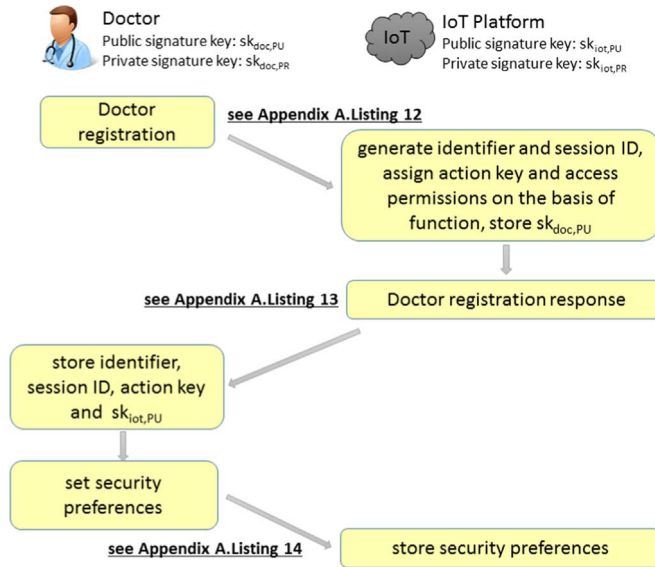 Doctor
Public signature key: sk_doc,PU
Private signature key: sk_doc,PR
IoT
IoT Platform
Public signature key: sk_iot,PU
Private signature key: sk_iot,PR
Doctor
registration
see Appendix A.Listing 12
generate identifier and session ID,
assign action key and access
permissions on the basis of
function, store sk_doc,PU
see Appendix A.Listing 13
Doctor registration response
store identifier,
session ID, action key
and sk_iot,PU
set security
preferences
see Appendix A.Listing 14
store security preferences